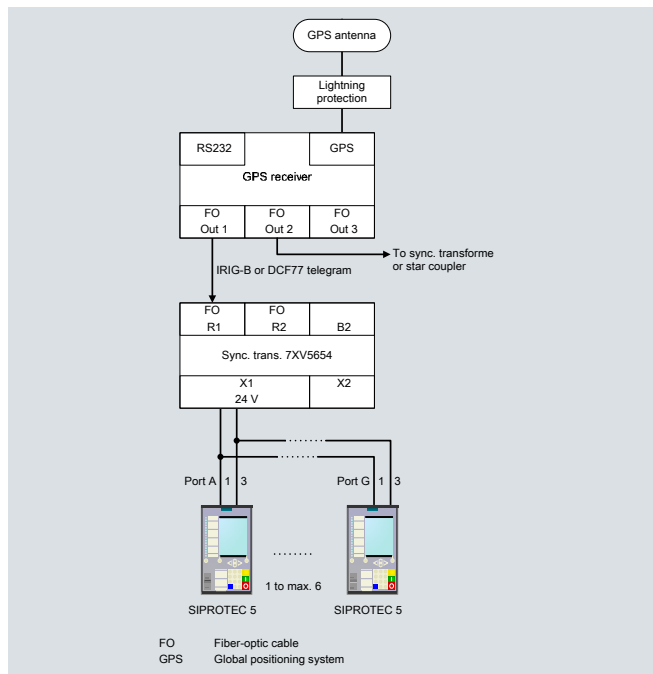 GPS antenna
Lightning
protection
RS232
GPS
GPS receiver
FO
Out 1
FO
Out 2
FO
Out 3
To sync. transforme
or star coupler
IRIG-B or DCF77 telegram
FO
R1
FO
R2
B2
Sync. trans. 7XV5654
X1
24 V
X2
Port A 1 3
Port G 1 3
1 to max. 6
SIPROTEC 5
SIPROTEC 5
FO Fiber-optic cable
GPS Global positioning system